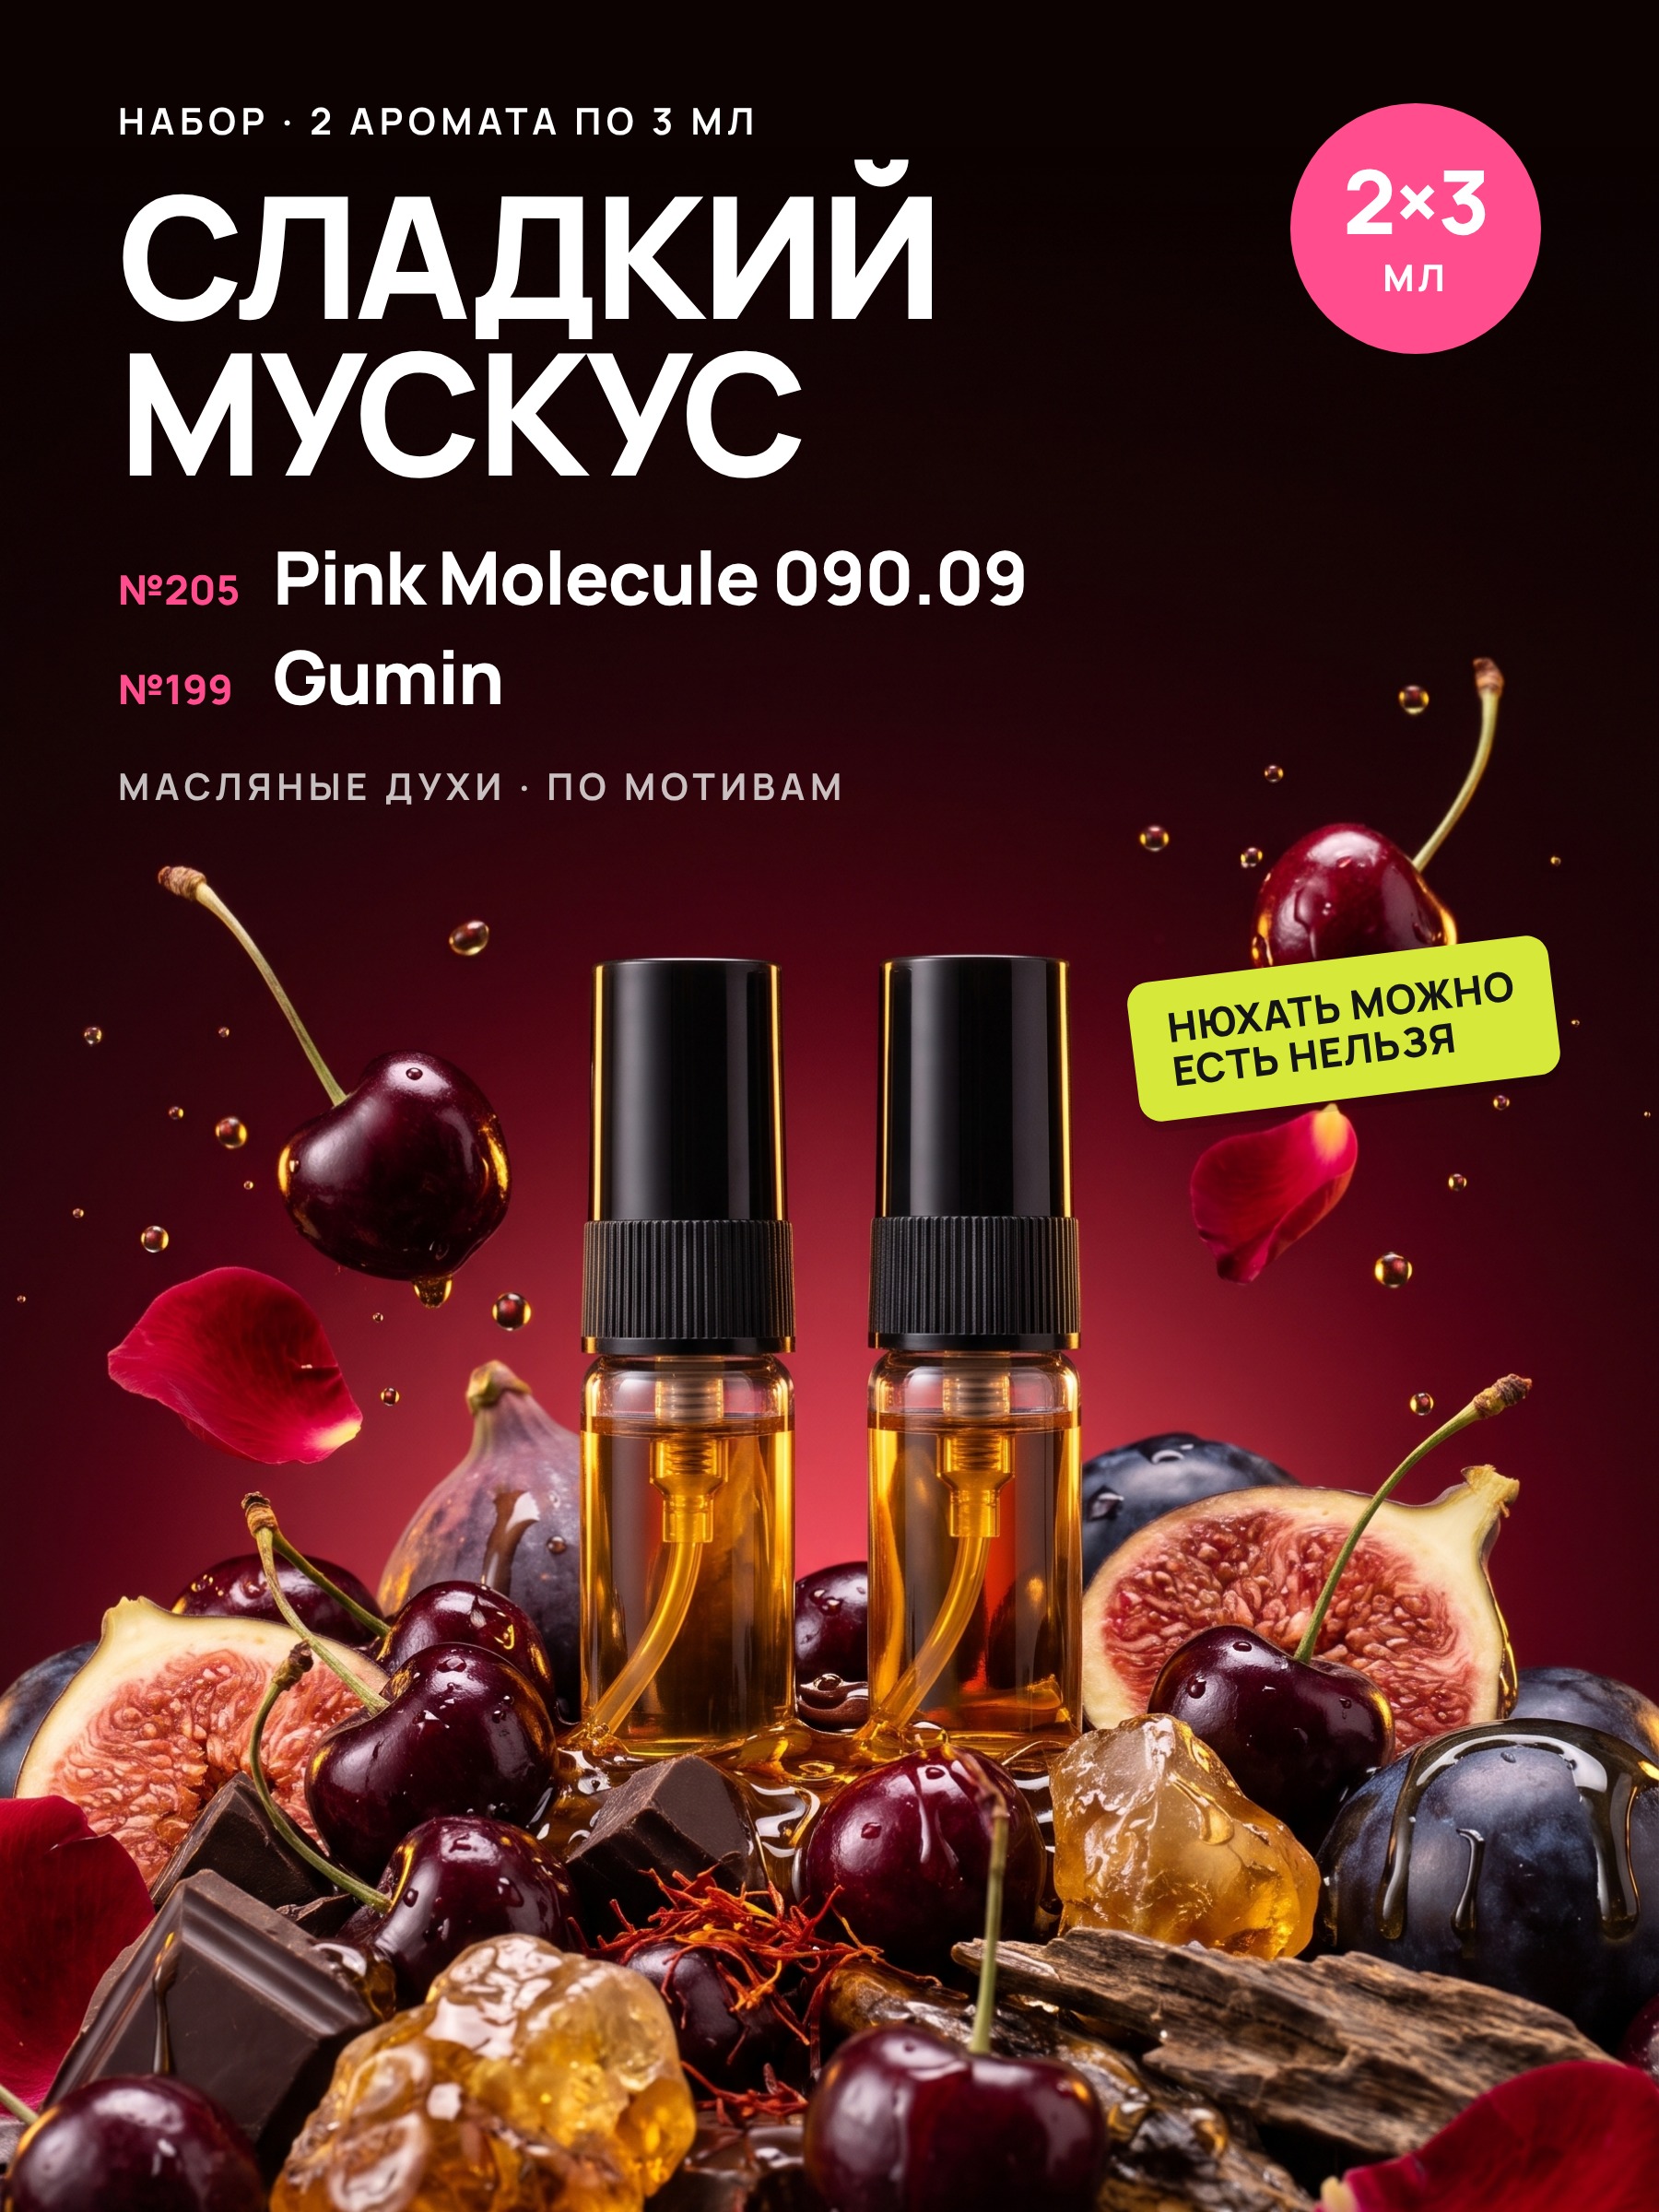 НАБОР · 2 АРОМАТА ПО 3 МЛ
СЛАДКИЙ
МУСКУС
2×3
МЛ
№205 Pink Molecule 090.09
№199 Gumin
МАСЛЯНЫЕ ДУХИ · ПО МОТИВАМ
НЮХАТЬ МОЖНО
ЕСТЬ НЕЛЬЗЯ